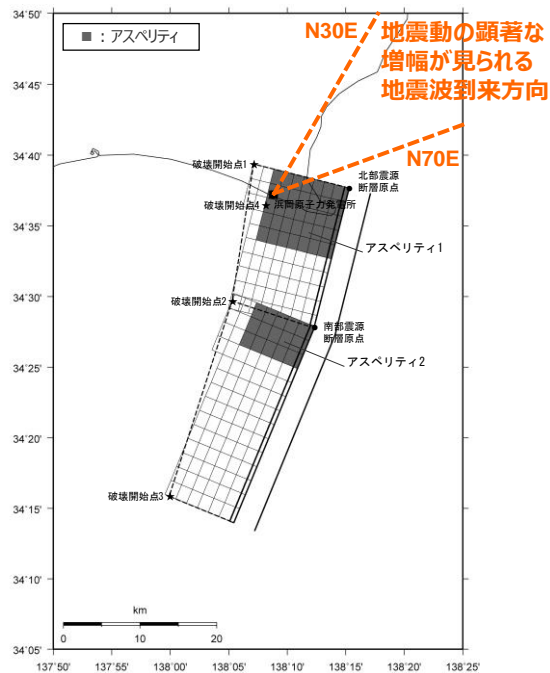 34°50'
34°45'
34°40'
34°35'
34°30'
34°25'
34°20'
34°15'
34°10'
34°05'
■ : アスペリティ
N30E
地震動の顕著な
増幅が見られる
地震波到来方向
N70E
破壊開始点1
北部震源
断層原点
破壊開始点4
浜岡原子力発電所
アスペリティ1
破壊開始点2
南部震源
断層原点
アスペリティ2
破壊開始点3
km
0 10 20
137°50' 137°55' 138°00' 138°05' 138°10' 138°15' 138°20' 138°25'